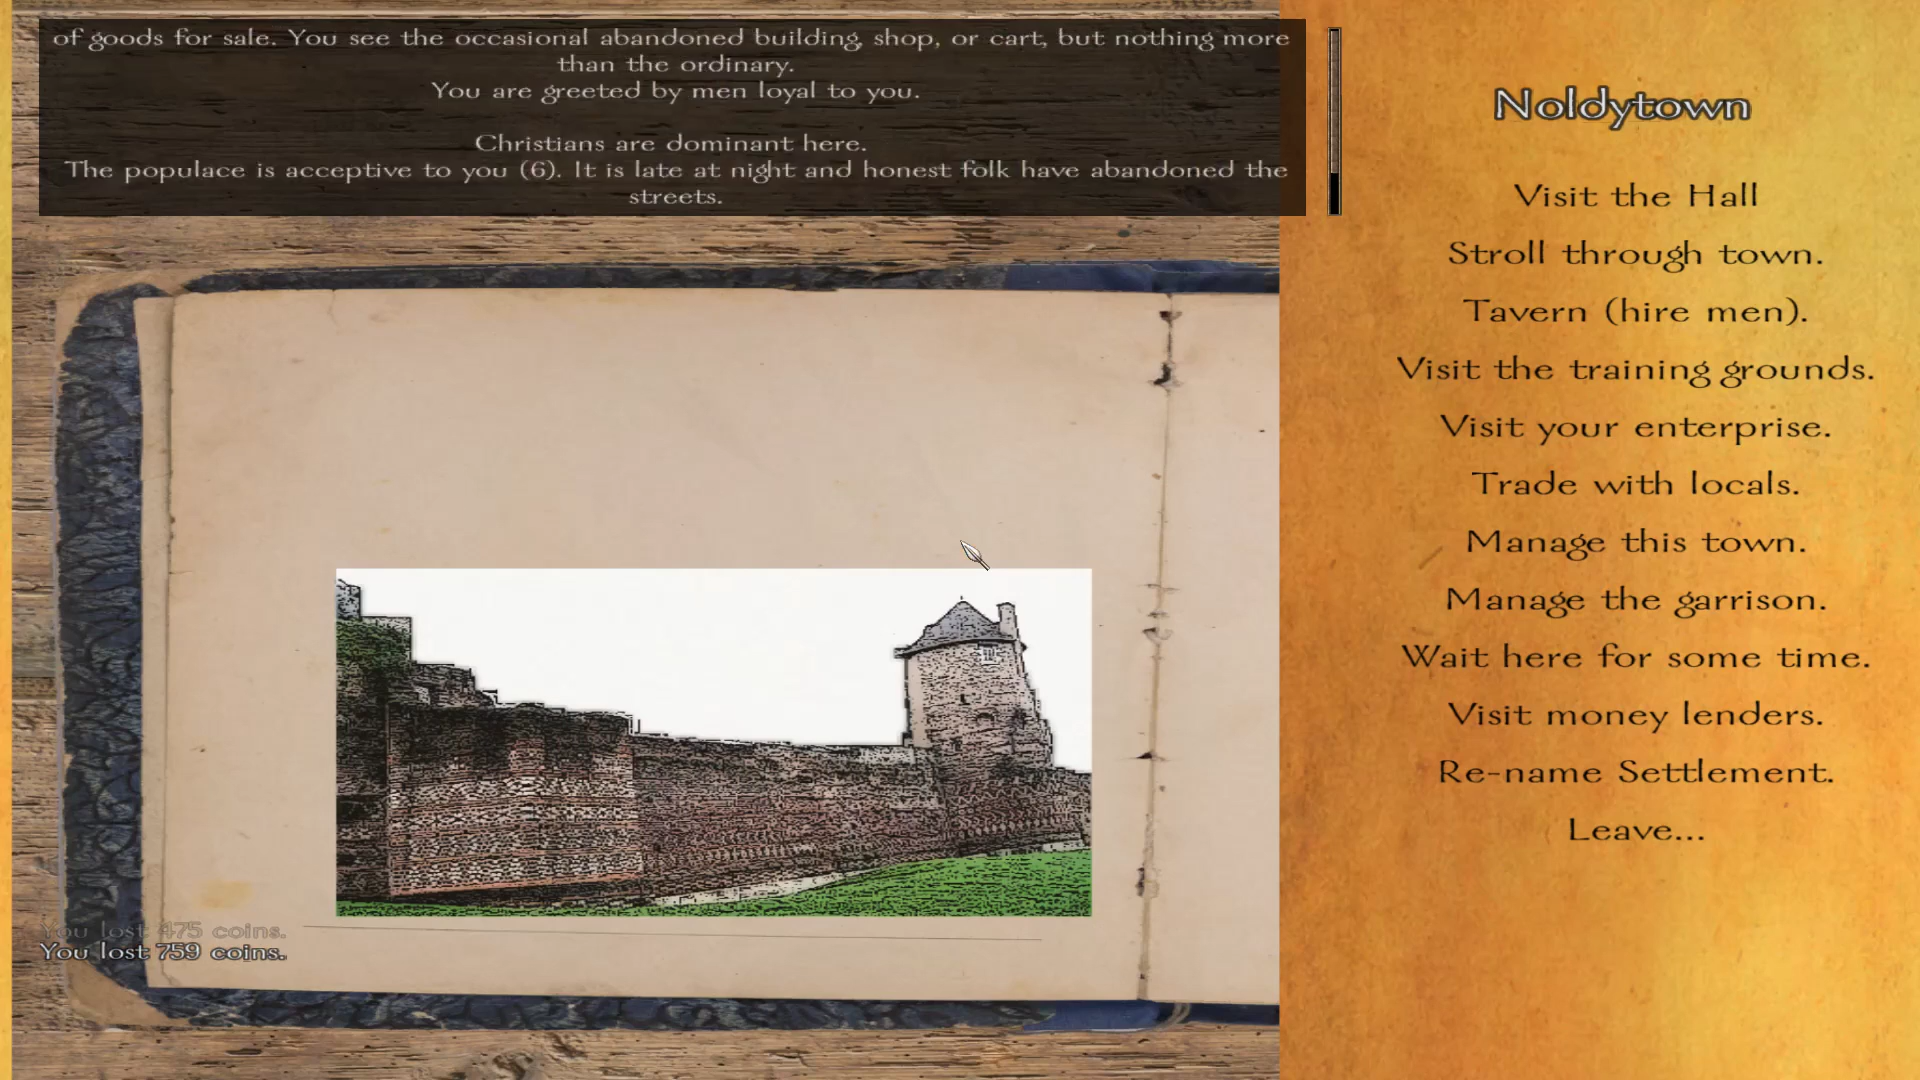 of goods for sale. You see the occasional abandoned building, shop, or cart, but nothing more
than the ordinary.
You are greeted by men loyal to you.
Christians are dominant here.
The populace is acceptive to you (6). It is late at night and honest folk have abandoned the
streets.
Noldytown
Visit the Hall
Stroll through town.
Tavern (hire men).
Visit the training grounds.
Visit your enterprise.
Trade with locals.
Manage this town.
Manage the garrison.
Wait here for some time.
Visit money lenders.
Re-name Settlement.
Leave...
You lost 475 coins.
You lost 759 coins.